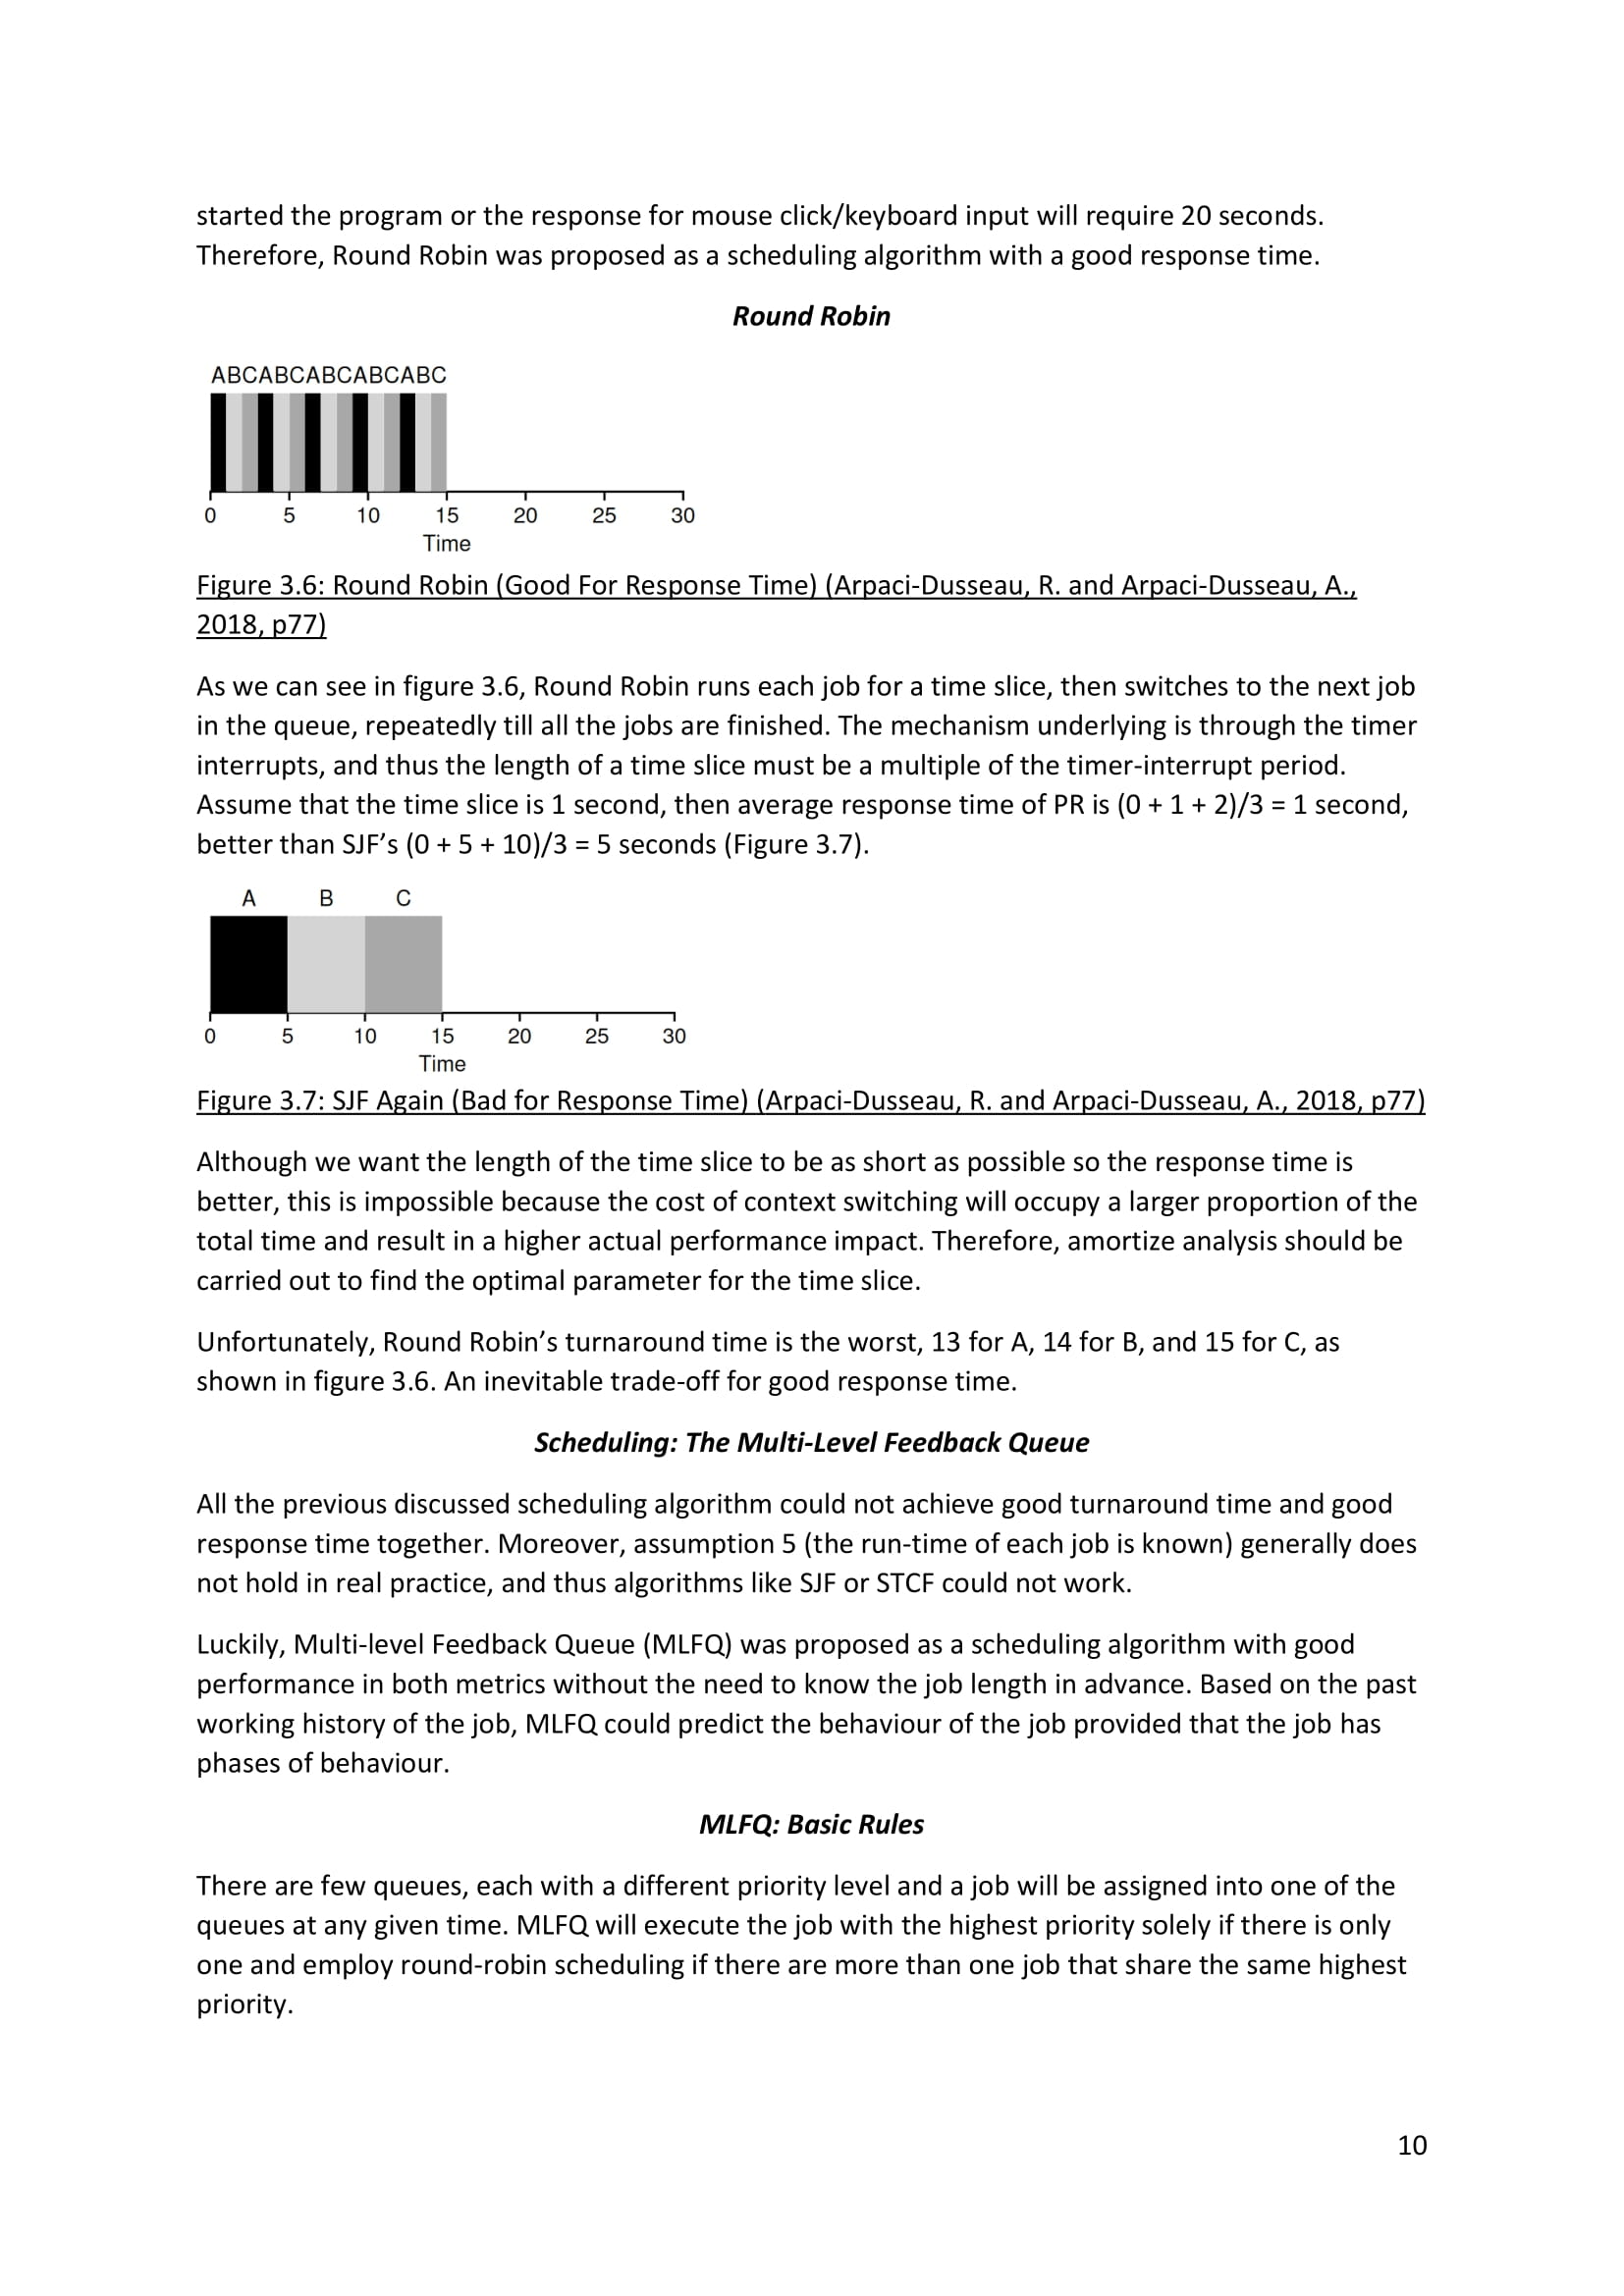 started the program or the response for mouse click/keyboard input will require 20 seconds.
Therefore, Round Robin was proposed as a scheduling algorithm with a good response time.
Round Robin
ABCABCABCABCABC
0 5 10 15 20 25 30
Time
Figure 3.6: Round Robin (Good For Response Time) (Arpaci-Dusseau, R. and Arpaci-Dusseau, A.,
2018, p77)
As we can see in figure 3.6, Round Robin runs each job for a time slice, then switches to the next job
in the queue, repeatedly till all the jobs are finished. The mechanism underlying is through the timer
interrupts, and thus the length of a time slice must be a multiple of the timer-interrupt period.
Assume that the time slice is 1 second, then average response time of PR is (0 + 1 + 2)/3 = 1 second,
better than SJF’s (0 + 5 + 10)/3 = 5 seconds (Figure 3.7).
A B C
0 5 10 15 20 25 30
Time
Figure 3.7: SJF Again (Bad for Response Time) (Arpaci-Dusseau, R. and Arpaci-Dusseau, A., 2018, p77)
Although we want the length of the time slice to be as short as possible so the response time is
better, this is impossible because the cost of context switching will occupy a larger proportion of the
total time and result in a higher actual performance impact. Therefore, amortize analysis should be
carried out to find the optimal parameter for the time slice.
Unfortunately, Round Robin’s turnaround time is the worst, 13 for A, 14 for B, and 15 for C, as
shown in figure 3.6. An inevitable trade-off for good response time.
Scheduling: The Multi-Level Feedback Queue
All the previous discussed scheduling algorithm could not achieve good turnaround time and good
response time together. Moreover, assumption 5 (the run-time of each job is known) generally does
not hold in real practice, and thus algorithms like SJF or STCF could not work.
Luckily, Multi-level Feedback Queue (MLFQ) was proposed as a scheduling algorithm with good
performance in both metrics without the need to know the job length in advance. Based on the past
working history of the job, MLFQ could predict the behaviour of the job provided that the job has
phases of behaviour.
MLFQ: Basic Rules
There are few queues, each with a different priority level and a job will be assigned into one of the
queues at any given time. MLFQ will execute the job with the highest priority solely if there is only
one and employ round-robin scheduling if there are more than one job that share the same highest
priority.
10